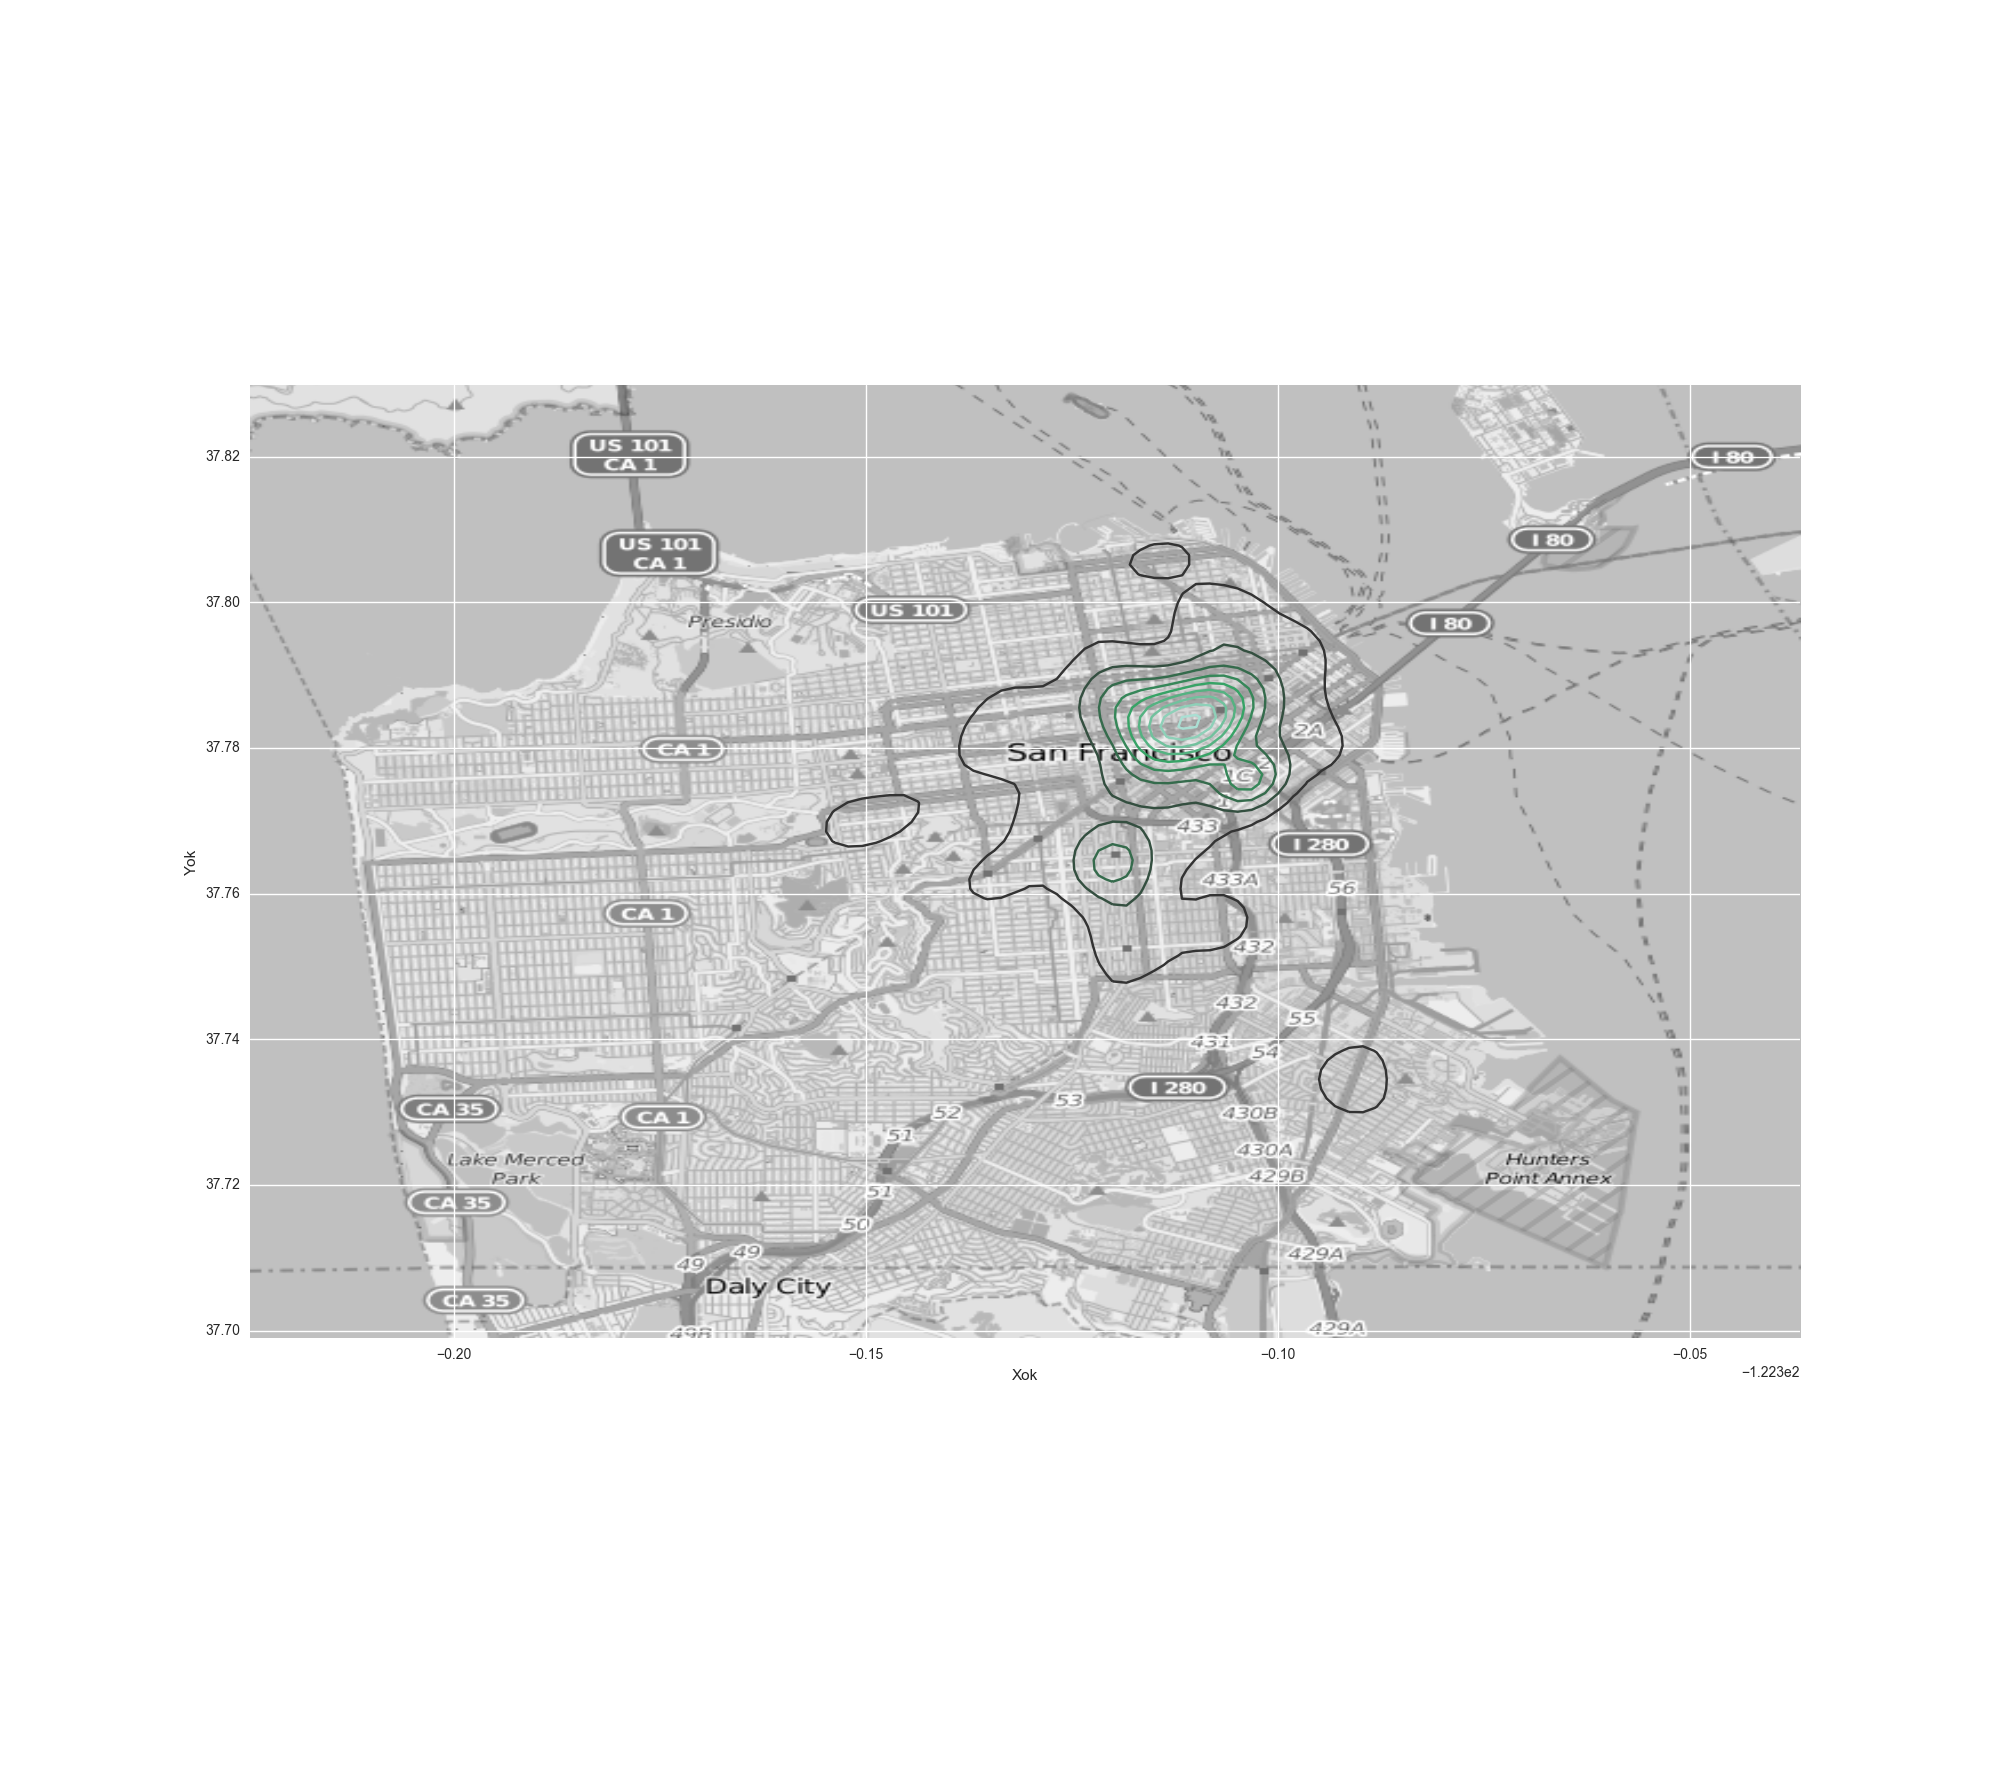 37.82
37.80
37.78
37.76
37.74
37.72
37.70
Yok
−0.20
−0.15
−0.10
−0.05
Xok
−1.223e2
US 101
CA 1
I 80
I 80
US 101
CA 1
US 101
Presidio
I 80
2A
CA 1
San Francisco
2
1C
1
433
I 280
433A
56
CA 1
432
432
55
431
54
I 280
53
52
CA 35
CA 1
430B
51
430A
Lake Merced
Park
Hunters
Point Annex
429B
51
CA 35
50
49
429A
49
Daly City
CA 35
49B
429A